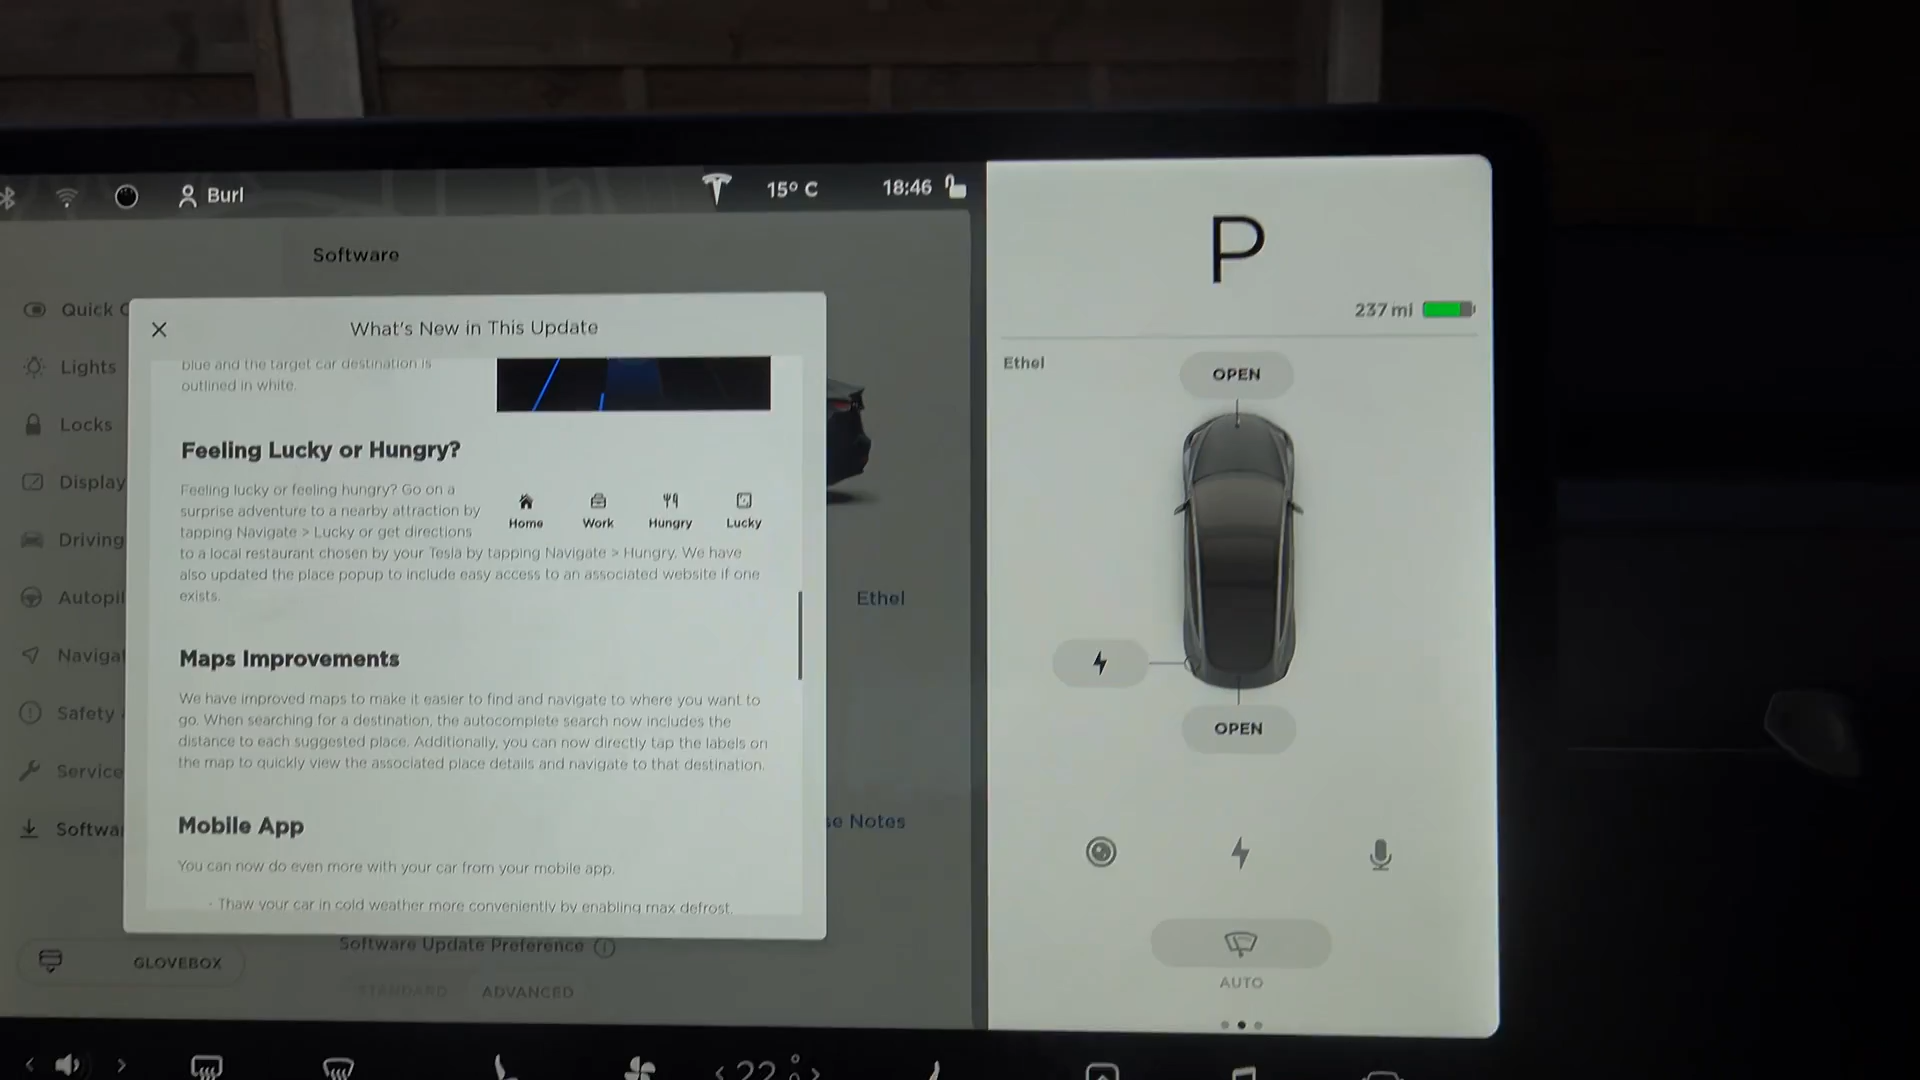 Burl
15° C
18:46
Software
Quick C
Lights
Locks
Display
Driving
Autopil
Navigat
Safety
Service
Softwa
What's New in This Update
blue and the target car destination is
outlined in white.
Feeling Lucky or Hungry?
Feeling lucky or feeling hungry? Go on a
surprise adventure to a nearby attraction by
tapping Navigate > Lucky or get directions
to a local restaurant chosen by your Tesla by tapping Navigate > Hungry. We have
also updated the place popup to include easy access to an associated website if one
exists.
Home Work Hungry Lucky
Maps Improvements
We have improved maps to make it easier to find and navigate to where you want to
go. When searching for a destination, the autocomplete search now includes the
distance to each suggested place. Additionally, you can now directly tap the labels on
the map to quickly view the associated place details and navigate to that destination.
Mobile App
You can now do even more with your car from your mobile app.
- Thaw your car in cold weather more conveniently by enabling max defrost.
Ethel
se Notes
Software Update Preference
GLOVEBOX
STANDARD ADVANCED
P
237 mi
Ethel
OPEN
OPEN
AUTO
< 22 >